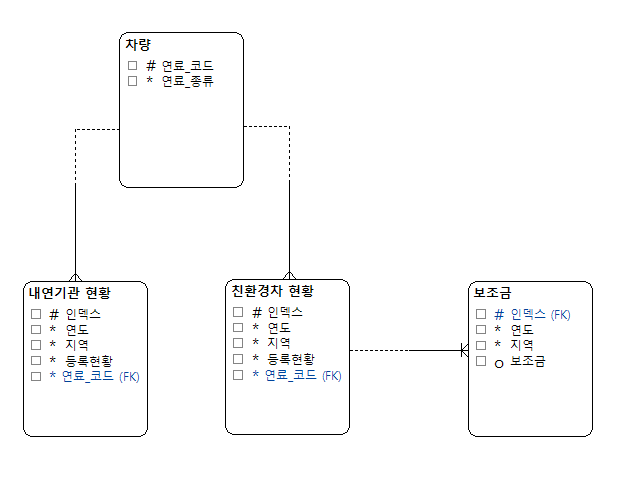 차량
# 연료_코드
* 연료_종류
내연기관 현황
# 인덱스
* 연도
* 지역
* 등록현황
* 연료_코드 (FK)
친환경차 현황
# 인덱스
* 연도
* 지역
* 등록현황
* 연료_코드 (FK)
보조금
# 인덱스 (FK)
* 연도
* 지역
o 보조금